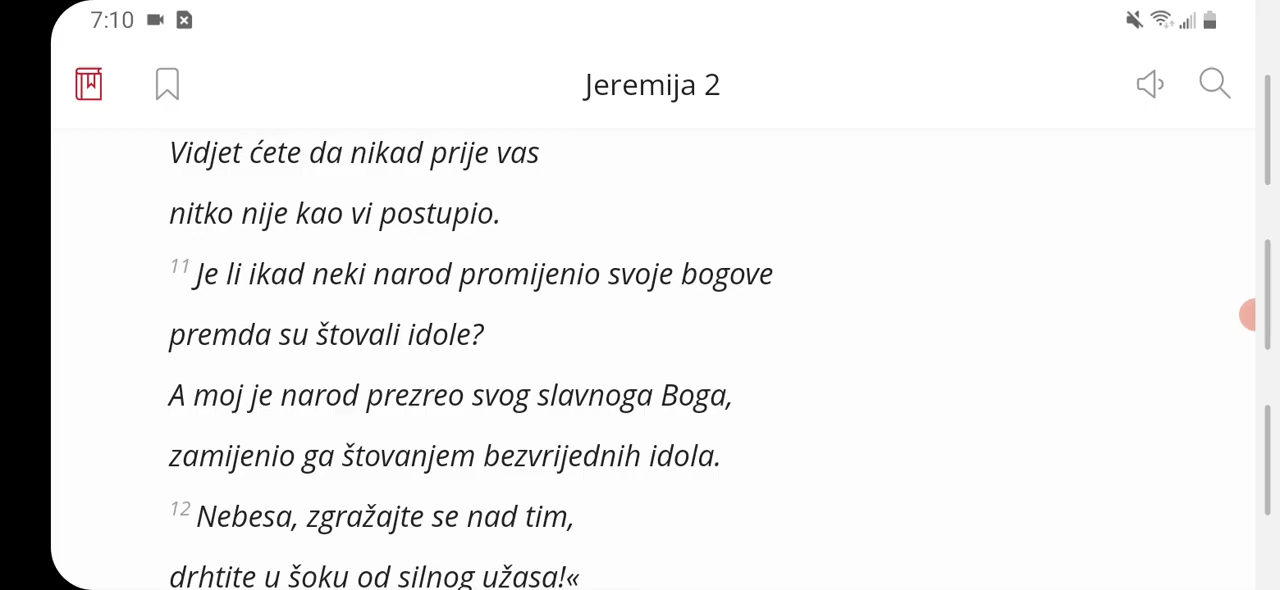 7:10
Jeremija 2
Vidjet ćete da nikad prije vas
nitko nije kao vi postupio.
11 Je li ikad neki narod promijenio svoje bogove
premda su štovali idole?
A moj je narod prezreo svog slavnoga Boga,
zamijenio ga štovanjem bezvrijednih idola.
12 Nebesa, zgražajte se nad tim,
drhtite u šoku od silnog užasa!«